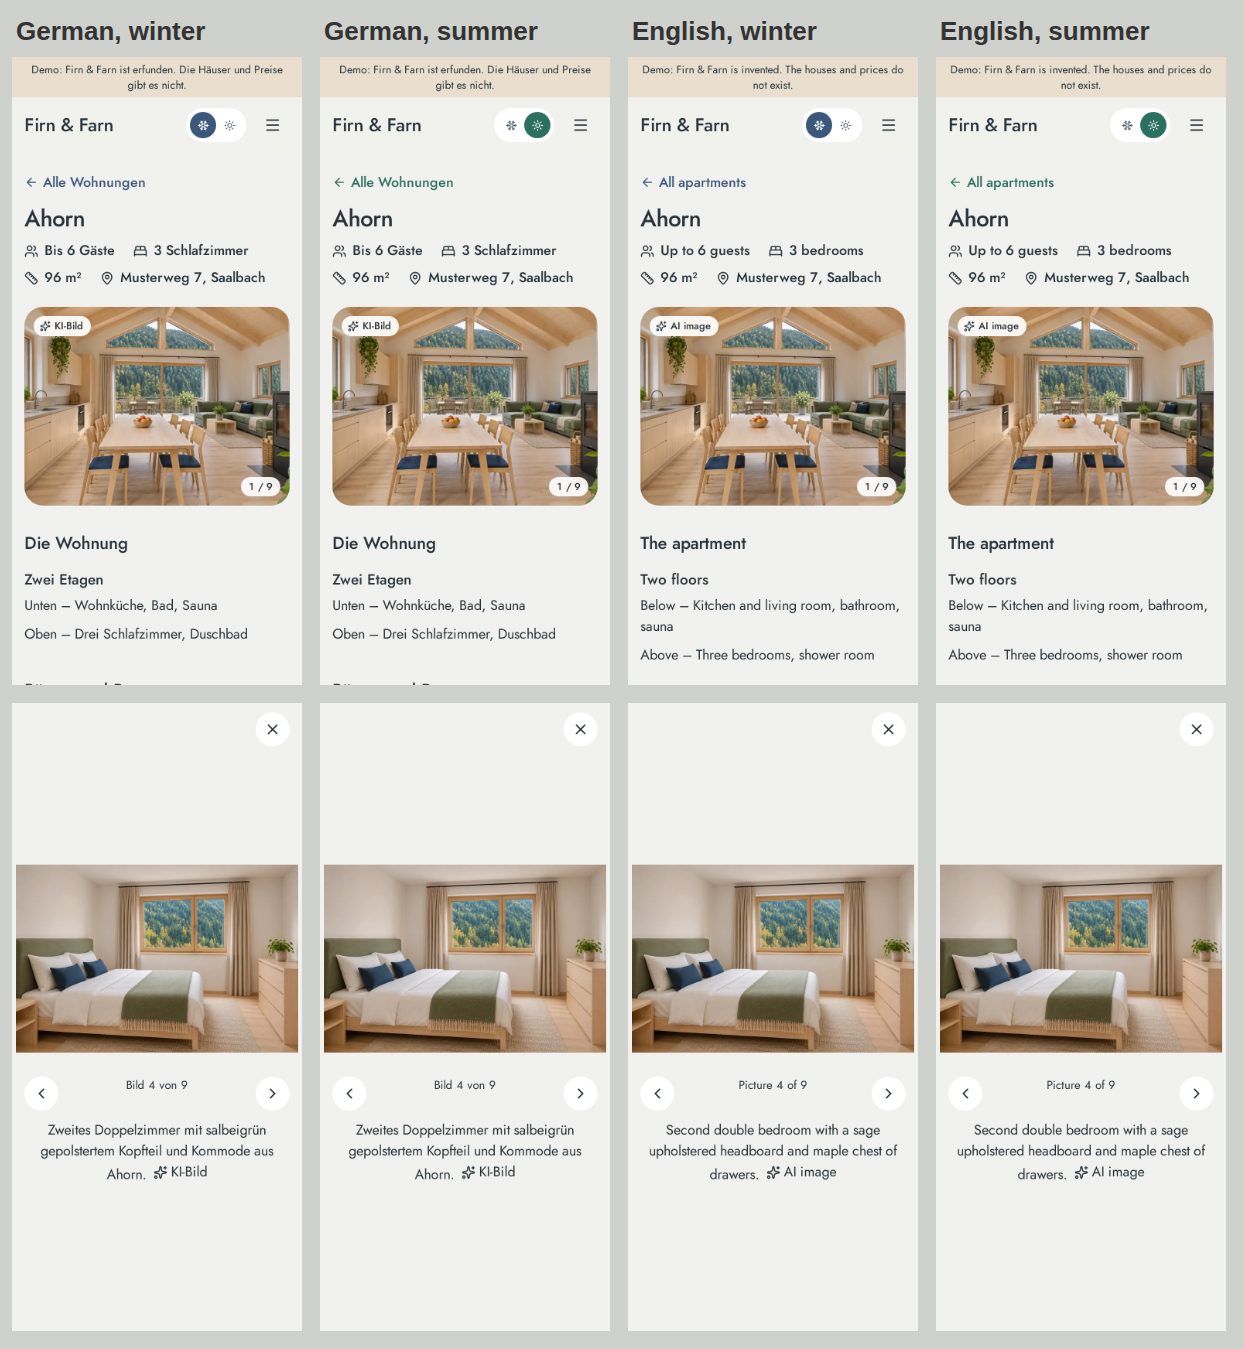 German, winter
Demo: Firn & Farn ist erfunden. Die Häuser und Preise
gibt es nicht.
Firn & Farn
Alle Wohnungen
Ahorn
Bis 6 Gäste
3 Schlafzimmer
96 m²
Musterweg 7, Saalbach
KI-Bild
1 / 9
Die Wohnung
Zwei Etagen
Unten – Wohnküche, Bad, Sauna
Oben – Drei Schlafzimmer, Duschbad
German, summer
Demo: Firn & Farn ist erfunden. Die Häuser und Preise
gibt es nicht.
Firn & Farn
Alle Wohnungen
Ahorn
Bis 6 Gäste
3 Schlafzimmer
96 m²
Musterweg 7, Saalbach
KI-Bild
1 / 9
Die Wohnung
Zwei Etagen
Unten – Wohnküche, Bad, Sauna
Oben – Drei Schlafzimmer, Duschbad
English, winter
Demo: Firn & Farn is invented. The houses and prices do
not exist.
Firn & Farn
All apartments
Ahorn
Up to 6 guests
3 bedrooms
96 m²
Musterweg 7, Saalbach
AI image
1 / 9
The apartment
Two floors
Below – Kitchen and living room, bathroom,
sauna
Above – Three bedrooms, shower room
English, summer
Demo: Firn & Farn is invented. The houses and prices do
not exist.
Firn & Farn
All apartments
Ahorn
Up to 6 guests
3 bedrooms
96 m²
Musterweg 7, Saalbach
AI image
1 / 9
The apartment
Two floors
Below – Kitchen and living room, bathroom,
sauna
Above – Three bedrooms, shower room
Bild 4 von 9
Zweites Doppelzimmer mit salbeigrün
gepolstertem Kopfteil und Kommode aus
Ahorn. KI-Bild
Bild 4 von 9
Zweites Doppelzimmer mit salbeigrün
gepolstertem Kopfteil und Kommode aus
Ahorn. KI-Bild
Picture 4 of 9
Second double bedroom with a sage
upholstered headboard and maple chest of
drawers. AI image
Picture 4 of 9
Second double bedroom with a sage
upholstered headboard and maple chest of
drawers. AI image